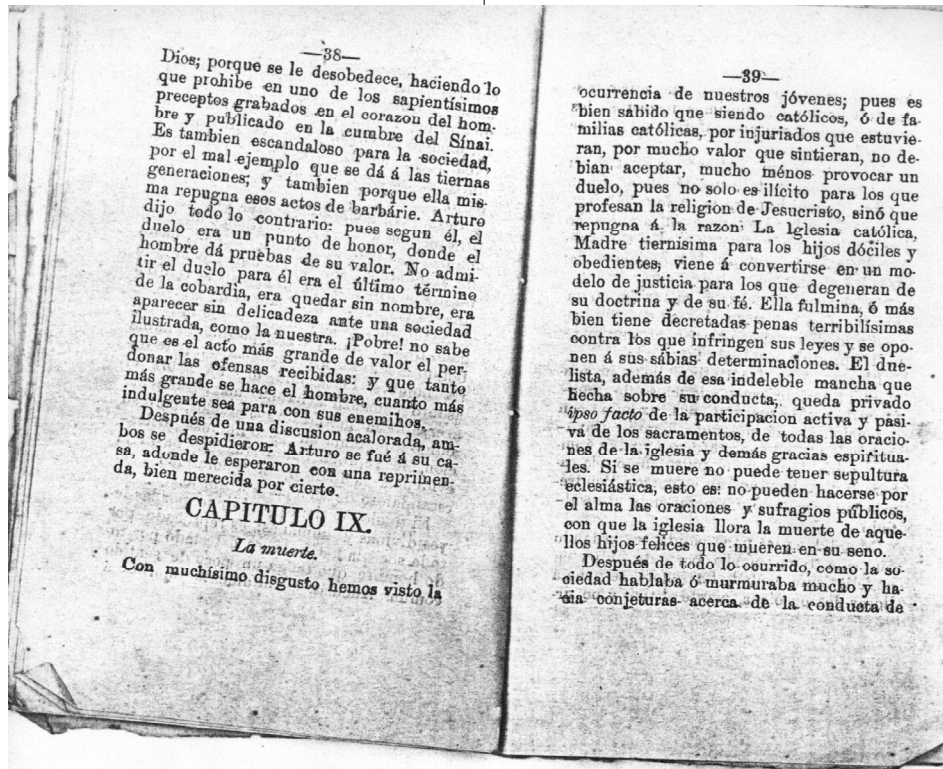 —38—
Dios; porque se le desobedece, haciendo lo
que prohibe en uno de los sapientísimos
preceptos grabados en el corazon del hom-
bre y publicado en la cumbre del Sínai.
Es tambien escandaloso para la sociedad,
por el mal ejemplo que se dá á las tiernas
generaciones; y tambien porque ella mis-
ma repugna esos actos de barbárie. Arturo
dijo todo lo contrario: pues segun él, el
duelo era un punto de honor, donde el
hombre dá pruebas de su valor. No admi-
tir el duelo para él era el último término
de la cobardia, era quedar sin nombre, era
aparecer sin delicadeza ante una sociedad
ilustrada, como la nuestra. ¡Pobre! no sabe
que es el acto más grande de valor el per-
donar las ofensas recibidas: y que tanto
más grande se hace el hombre, cuanto más
indulgente sea para con sus enemihos.
Después de una discusion acalorada, am-
bos se despidieron: Arturo se fué á su ca-
sa, adonde le esperaron con una reprimen-
da, bien merecida por cierto.
CAPITULO IX.
La muerte.
Con muchísimo disgusto hemos visto la
—39—
ocurrencia de nuestros jóvenes; pues es
bien sabido que siendo católicos, ó de fa-
milias católicas, por injuriados que estuvie-
ran, por mucho valor que sintieran, no de-
bian aceptar, mucho ménos provocar un
duelo, pues no solo es ilícito para los que
profesan la religion de Jesucristo, sinó que
repugna á la razon: La Iglesia católica,
Madre tiernisima para los hijos dóciles y
obedientes, viene á convertirse en un mo-
delo de justicia para los que degeneran de
su doctrina y de su fé. Ella fulmina, ó más
bien tiene decretadas penas terribilísimas
contra los que infringen sus leyes y se opo-
nen á sus sábias determinaciones. El due-
lista, además de esa indeleble mancha que
hecha sobre su conducta, queda privado
ipso facto de la participacion activa y pasi-
va de los sacramentos, de todas las oracio-
nes de la iglesia y demás gracias espiritua-
les. Si se muere no puede tener sepultura
eclesiástica, esto es: no pueden hacerse por
el alma las oraciones y sufragios públicos,
con que la iglesia llora la muerte de aque-
llos hijos felices que mueren en su seno.
Después de todo lo ocurrido, como la so-
ciedad hablaba ó murmuraba mucho y ha-
cia conjeturas acerca de la conducta de